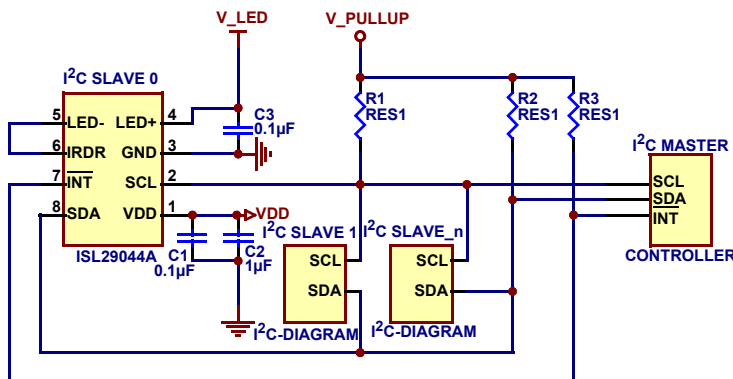 V_LED
V_PULLUP
I²C SLAVE 0
5 LED- LED+ 4
6 IRDR GND 3
7 INT SCL 2
8 SDA VDD 1
ISL29044A
C3
0.1µF
R1
RES1
R2
RES1
R3
RES1
I²C MASTER
SCL
SDA
INT
CONTROLLER
VDD
C1
0.1µF
C2
1µF
I²C SLAVE 1
SCL
SDA
I²C-DIAGRAM
I²C SLAVE_n
SCL
SDA
I²C-DIAGRAM